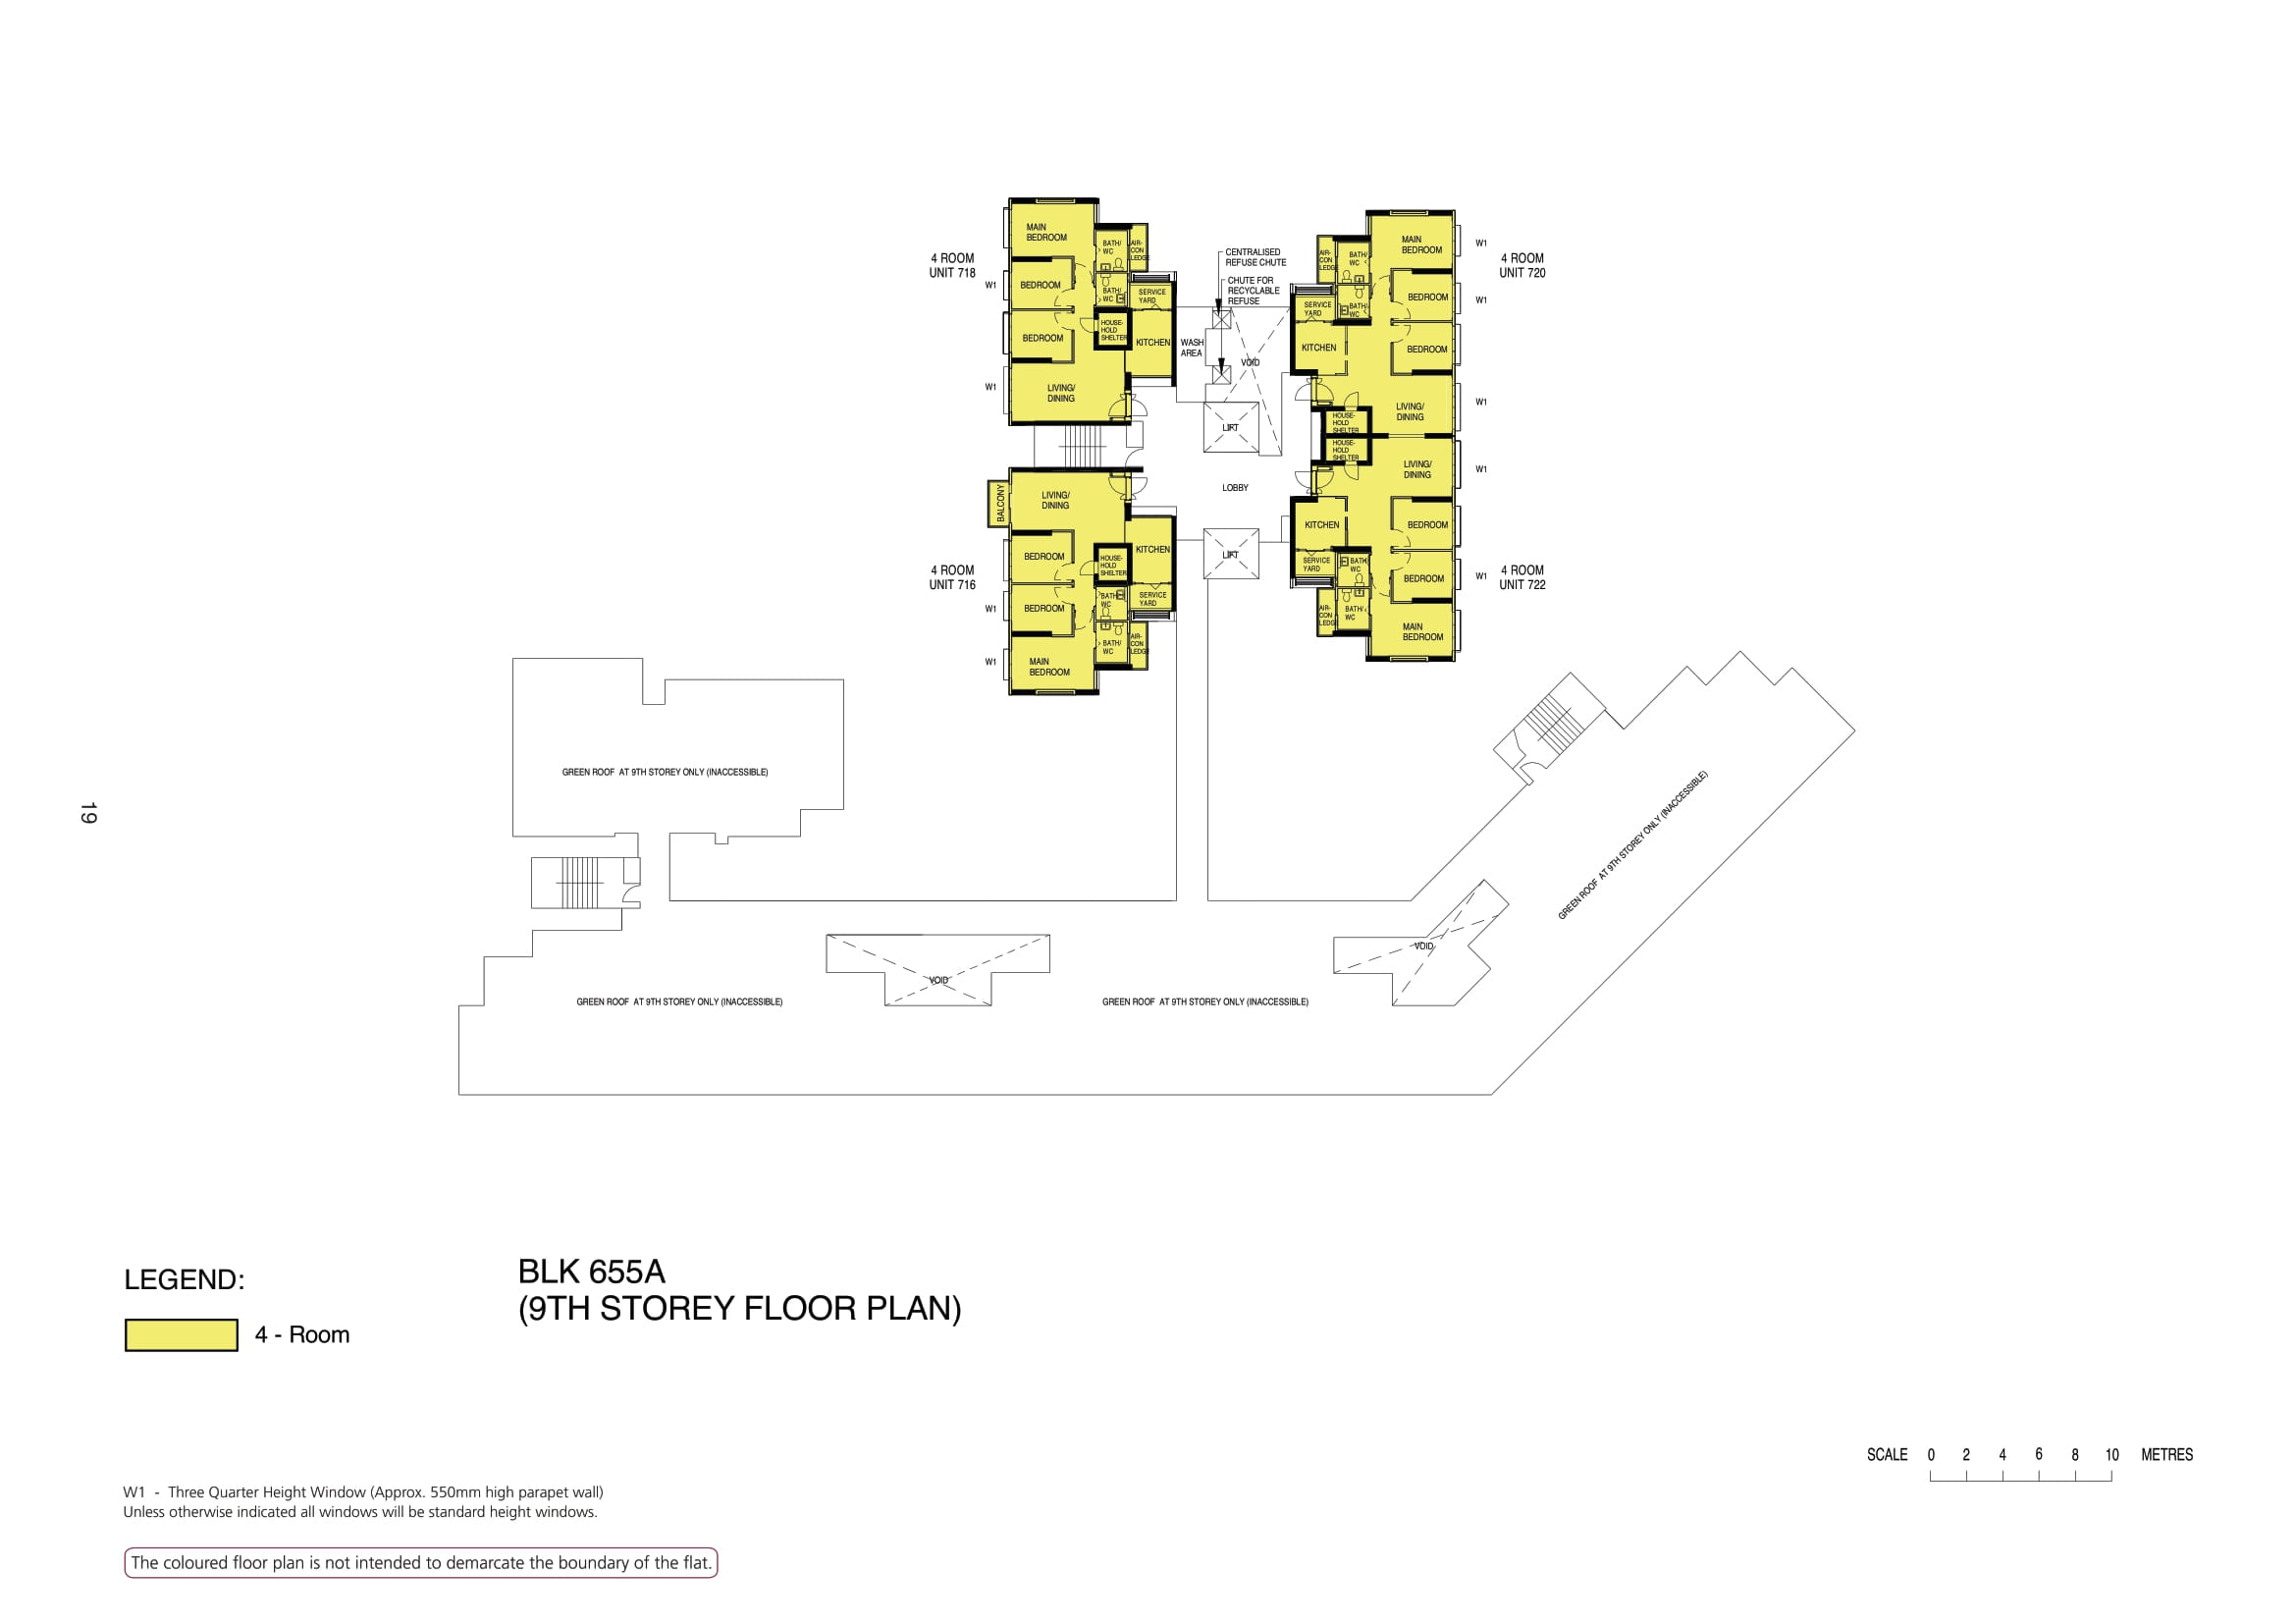 4 ROOM
UNIT 718
W1
W1
MAIN
BEDROOM
BATH/
WC
AIR-
CON
LEDGE
BEDROOM
BATH/
WC
SERVICE
YARD
BEDROOM
HOUSE-
HOLD
SHELTER
KITCHEN
LIVING/
DINING
CENTRALISED
REFUSE CHUTE
CHUTE FOR
RECYCLABLE
REFUSE
WASH
AREA
VOID
LIFT
LOBBY
LIFT
4 ROOM
UNIT 720
W1
W1
W1
MAIN
BEDROOM
AIR-
CON
LEDGE
BATH/
WC
BEDROOM
SERVICE
YARD
BATH/
WC
KITCHEN
BEDROOM
LIVING/
DINING
HOUSE-
HOLD
SHELTER
HOUSE-
HOLD
SHELTER
LIVING/
DINING
W1
KITCHEN
BEDROOM
SERVICE
YARD
BATH/
WC
BEDROOM
W1
4 ROOM
UNIT 722
AIR-
CON
LEDGE
BATH/
WC
MAIN
BEDROOM
BALCONY
LIVING/
DINING
4 ROOM
UNIT 716
BEDROOM
HOUSE-
HOLD
SHELTER
KITCHEN
W1
BEDROOM
BATH/
WC
SERVICE
YARD
W1
MAIN
BEDROOM
BATH/
WC
AIR-
CON
LEDGE
GREEN ROOF AT 9TH STOREY ONLY (INACCESSIBLE)
GREEN ROOF AT 9TH STOREY ONLY (INACCESSIBLE)
VOID
VOID
GREEN ROOF AT 9TH STOREY ONLY (INACCESSIBLE)
GREEN ROOF AT 9TH STOREY ONLY (INACCESSIBLE)
19
LEGEND:
4 - Room
BLK 655A
(9TH STOREY FLOOR PLAN)
SCALE 0 2 4 6 8 10 METRES
W1 - Three Quarter Height Window (Approx. 550mm high parapet wall)
Unless otherwise indicated all windows will be standard height windows.
The coloured floor plan is not intended to demarcate the boundary of the flat.